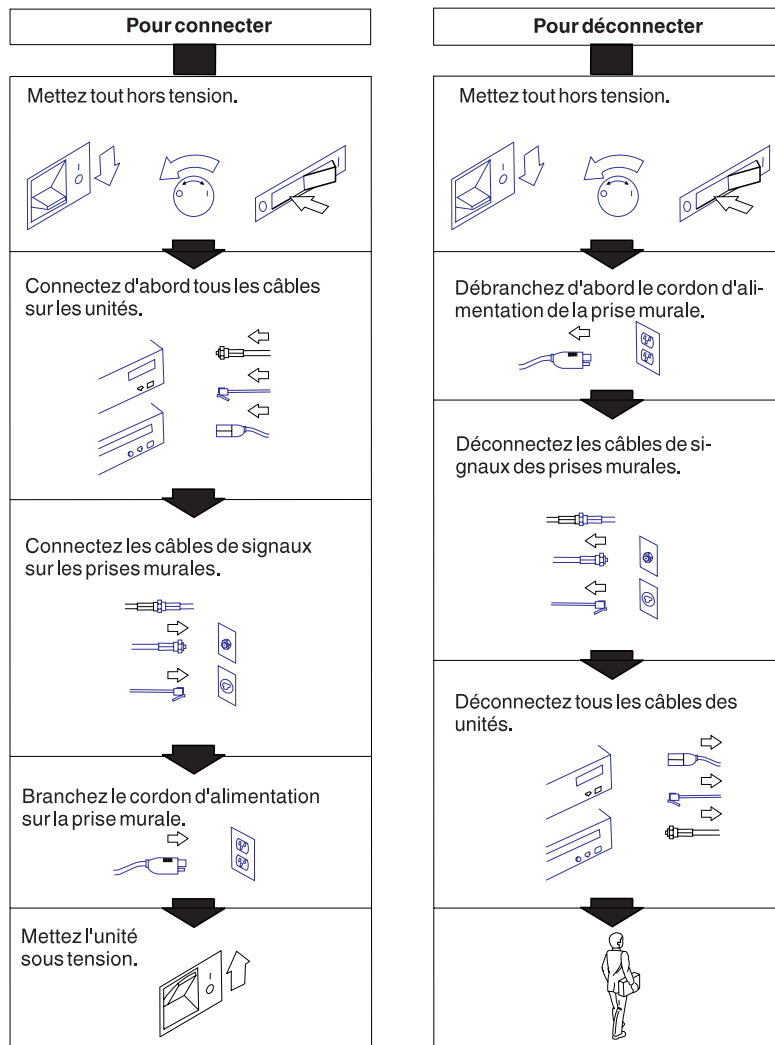 Pour connecter
Mettez tout hors tension.
Connectez d'abord tous les câbles
sur les unités.
Connectez les câbles de signaux
sur les prises murales.
Branchez le cordon d'alimentation
sur la prise murale.
Mettez l'unité
sous tension.
Pour déconnecter
Mettez tout hors tension.
Débranchez d'abord le cordon d'ali-
mentation de la prise murale.
Déconnectez les câbles de si-
gnaux des prises murales.
Déconnectez tous les câbles des
unités.